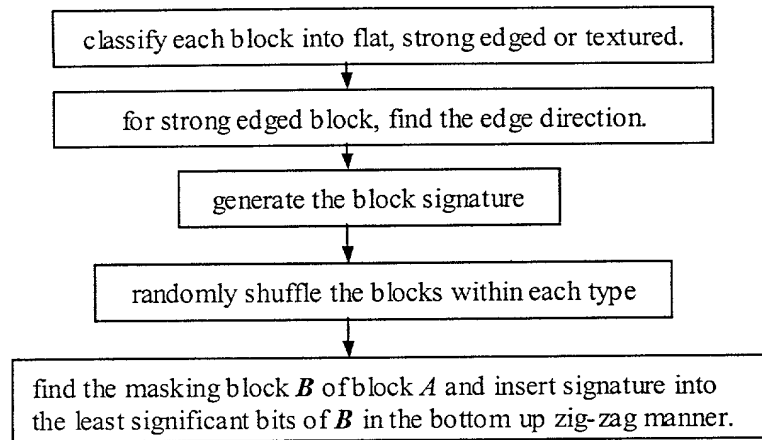 classify each block into flat, strong edged or textured.
for strong edged block, find the edge direction.
generate the block signature
randomly shuffle the blocks within each type
find the masking block B of block A and insert signature into
the least significant bits of B in the bottom up zig-zag manner.